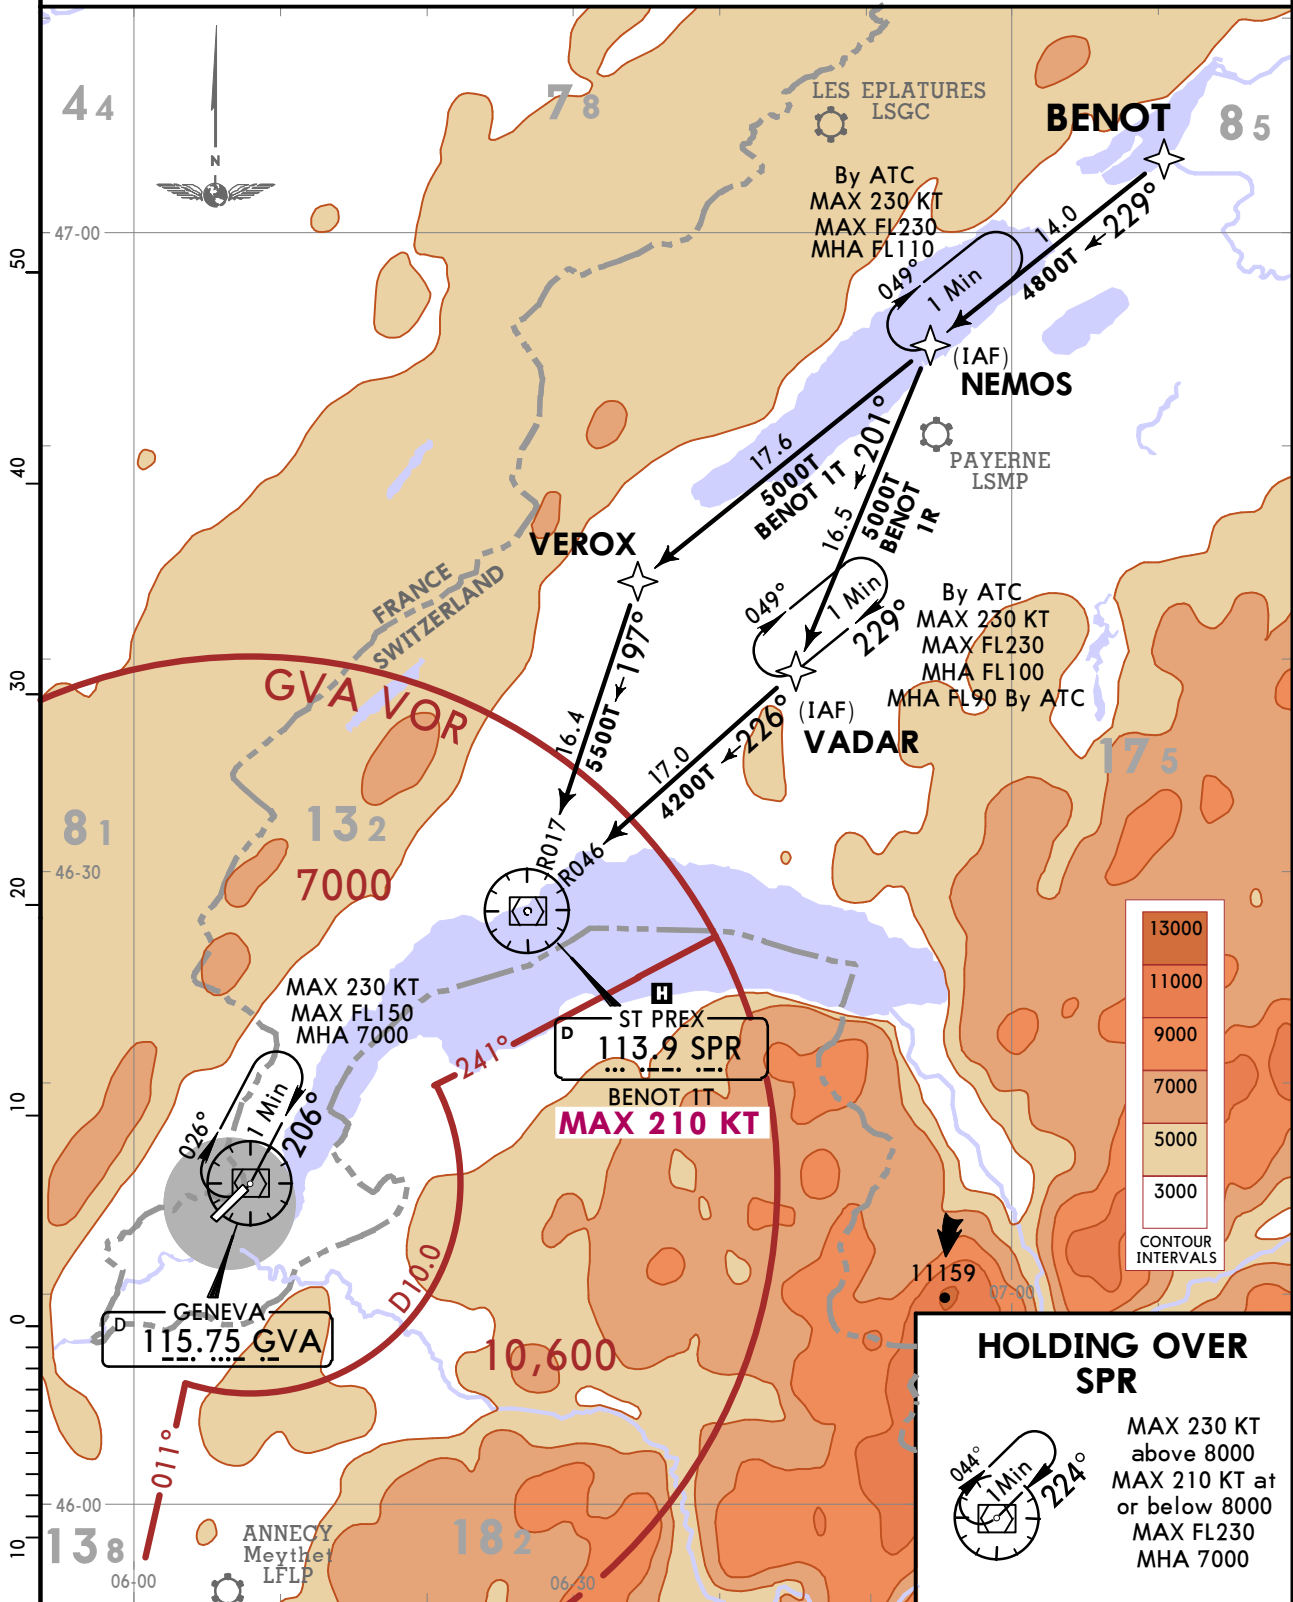 44
78
LES EPLATURES
LSGC
BENOT
85
N
By ATC
MAX 230 KT
MAX FL230
MHA FL110
47-00
14.0
229°
4800T
049°
1 Min
50
(IAF)
NEMOS
17.6
5000T
BENOT 1T
201°
16.5
5000T
BENOT
1R
PAYERNE
LSMP
40
VEROX
FRANCE
SWITZERLAND
049°
1 Min
229°
By ATC
MAX 230 KT
MAX FL230
MHA FL100
MHA FL90 By ATC
197°
16.4
5500T
30
GVA VOR
(IAF)
VADAR
226°
17.0
4200T
175
81
132
7000
R017
R046
46-30
20
13000
11000
9000
7000
5000
3000
CONTOUR
INTERVALS
MAX 230 KT
MAX FL150
MHA 7000
H
ST PREX
D 113.9 SPR
BENOT 1T
MAX 210 KT
241°
10
026°
1 Min
206°
D10.0
11159
07-00
0
GENEVA
D 115.75 GVA
10,600
HOLDING OVER
SPR
044°
1 Min
224°
MAX 230 KT
above 8000
MAX 210 KT at
or below 8000
MAX FL230
MHA 7000
011°
46-00
10
138
ANNECY
Meythet
LFLP
182
06-00
06-30